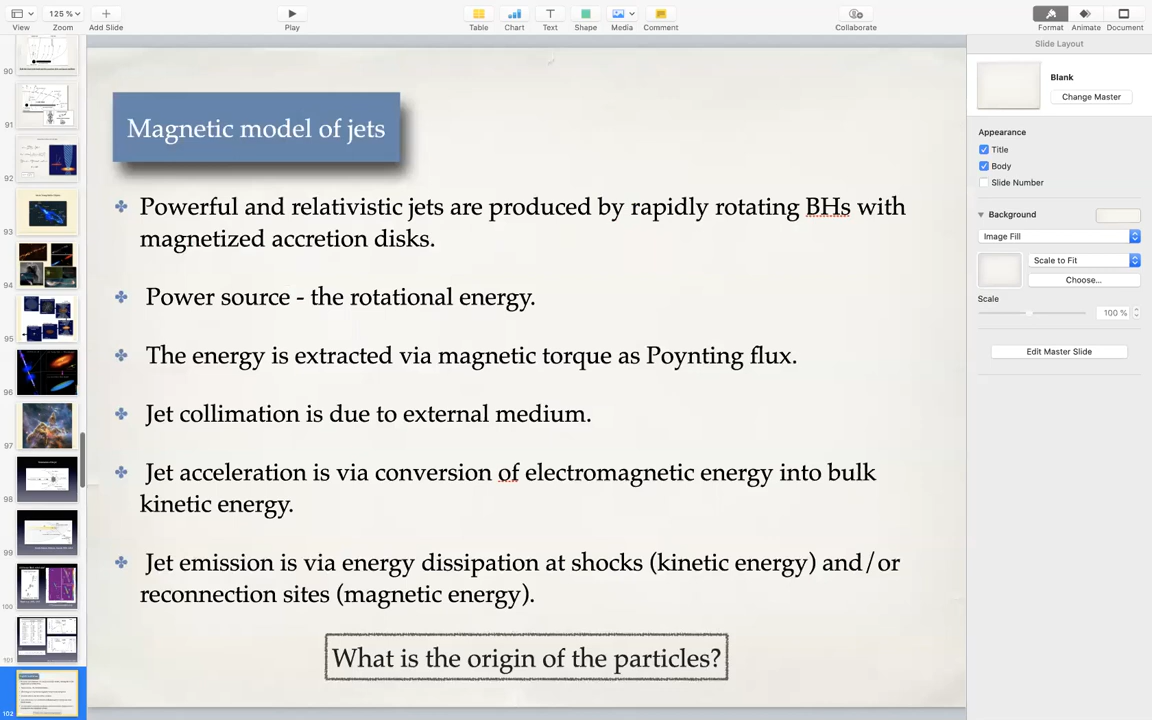 125 %
View
Zoom
Add Slide
Play
Table
Chart
Text
Shape
Media
Comment
Collaborate
Format
Animate
Document
90
91
92
93
94
95
96
97
98
99
100
101
102
Magnetic model of jets
Powerful and relativistic jets are produced by rapidly rotating BHs with
magnetized accretion disks.
Power source - the rotational energy.
The energy is extracted via magnetic torque as Poynting flux.
Jet collimation is due to external medium.
Jet acceleration is via conversion of electromagnetic energy into bulk
kinetic energy.
Jet emission is via energy dissipation at shocks (kinetic energy) and/or
reconnection sites (magnetic energy).
What is the origin of the particles?
Slide Layout
Blank
Change Master
Appearance
Title
Body
Slide Number
Background
Image Fill
Scale to Fit
Choose...
Scale
100 %
Edit Master Slide